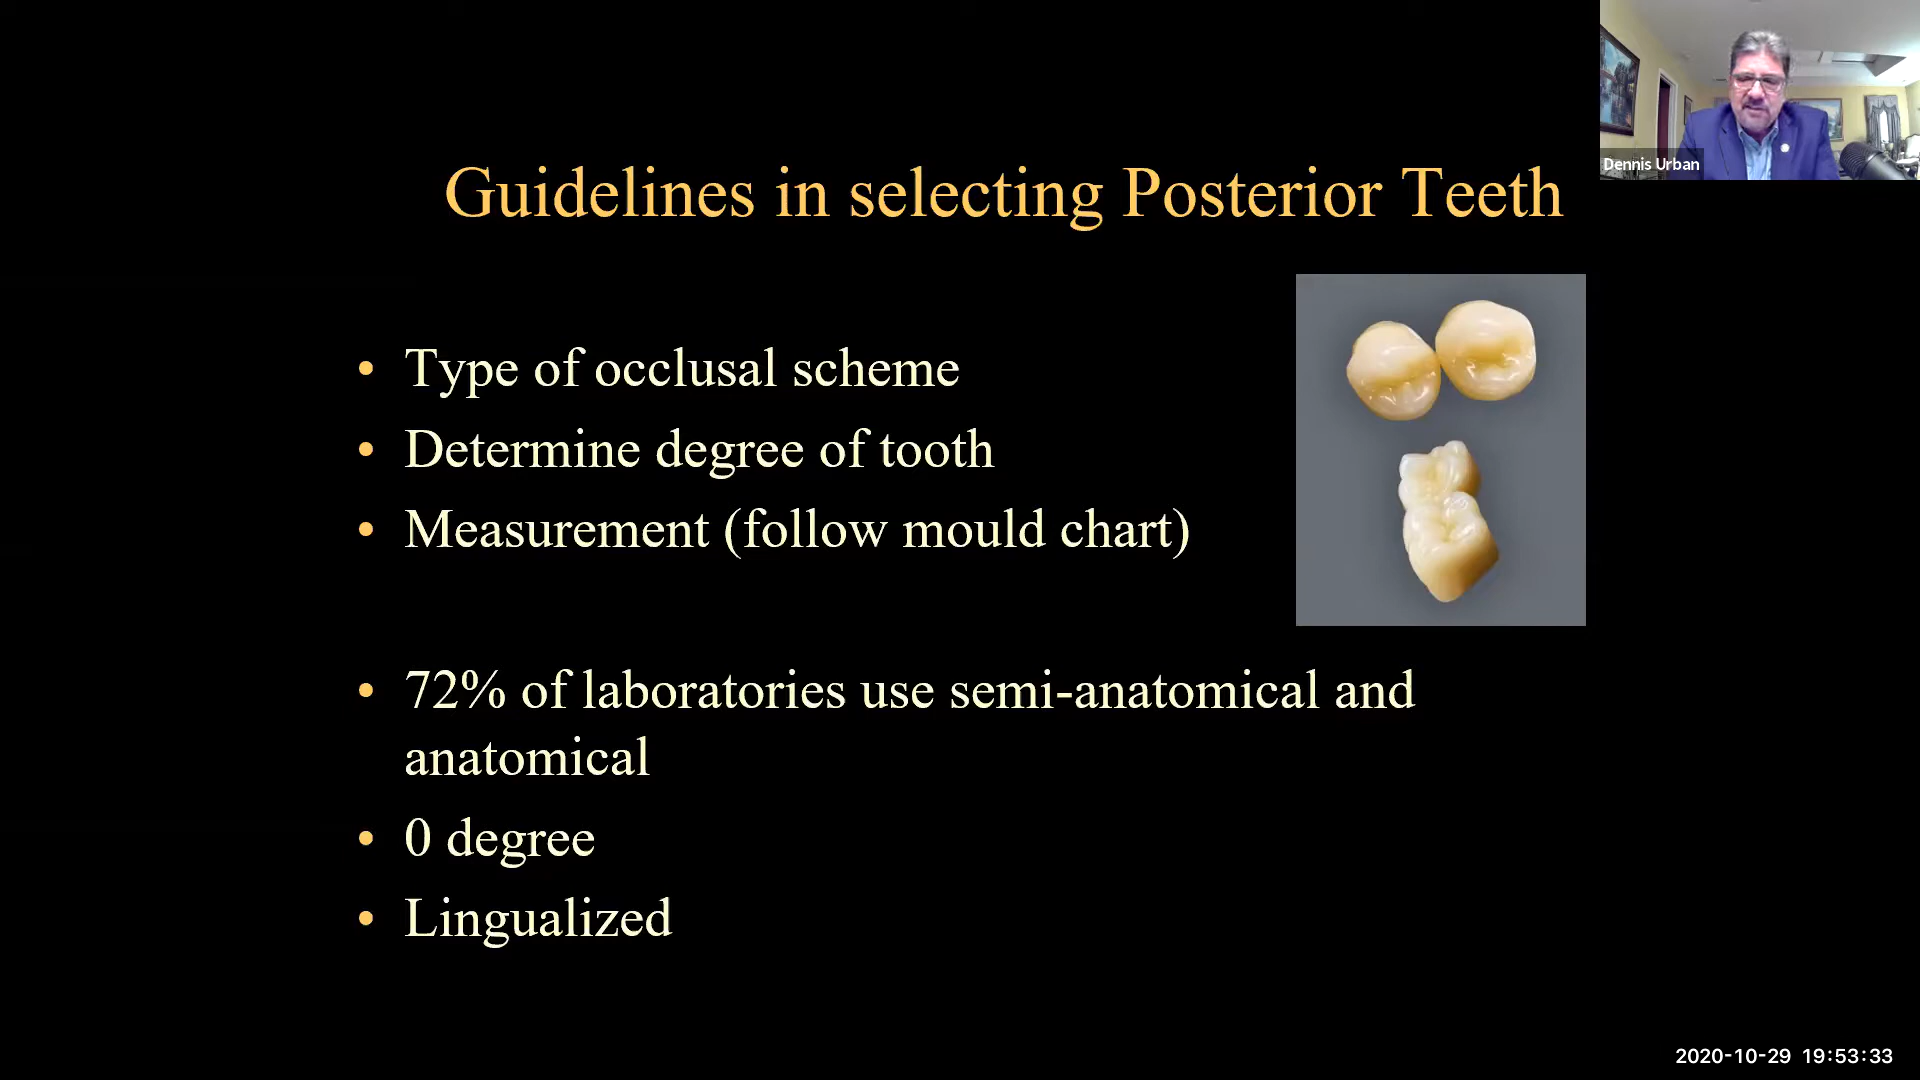 Dennis Urban
Guidelines in selecting Posterior Teeth
• Type of occlusal scheme
• Determine degree of tooth
• Measurement (follow mould chart)
• 72% of laboratories use semi-anatomical and
anatomical
• 0 degree
• Lingualized
2020-10-29 19:53:33